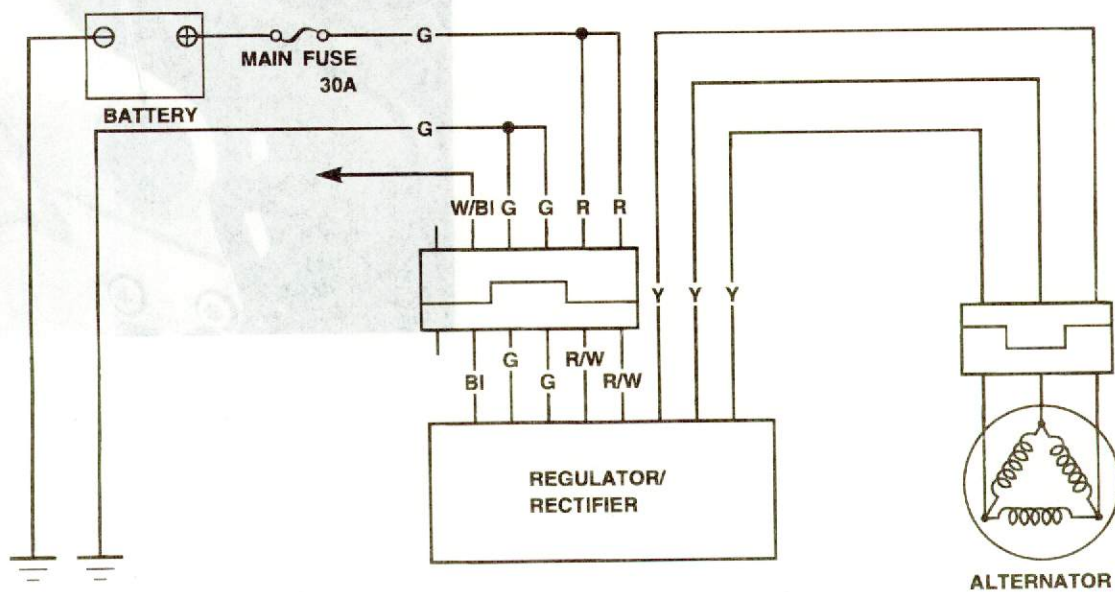 G
MAIN FUSE
30A
BATTERY
G
W/Bl G G R R
Y Y Y
Bl G G R/W R/W
REGULATOR/
RECTIFIER
ALTERNATOR